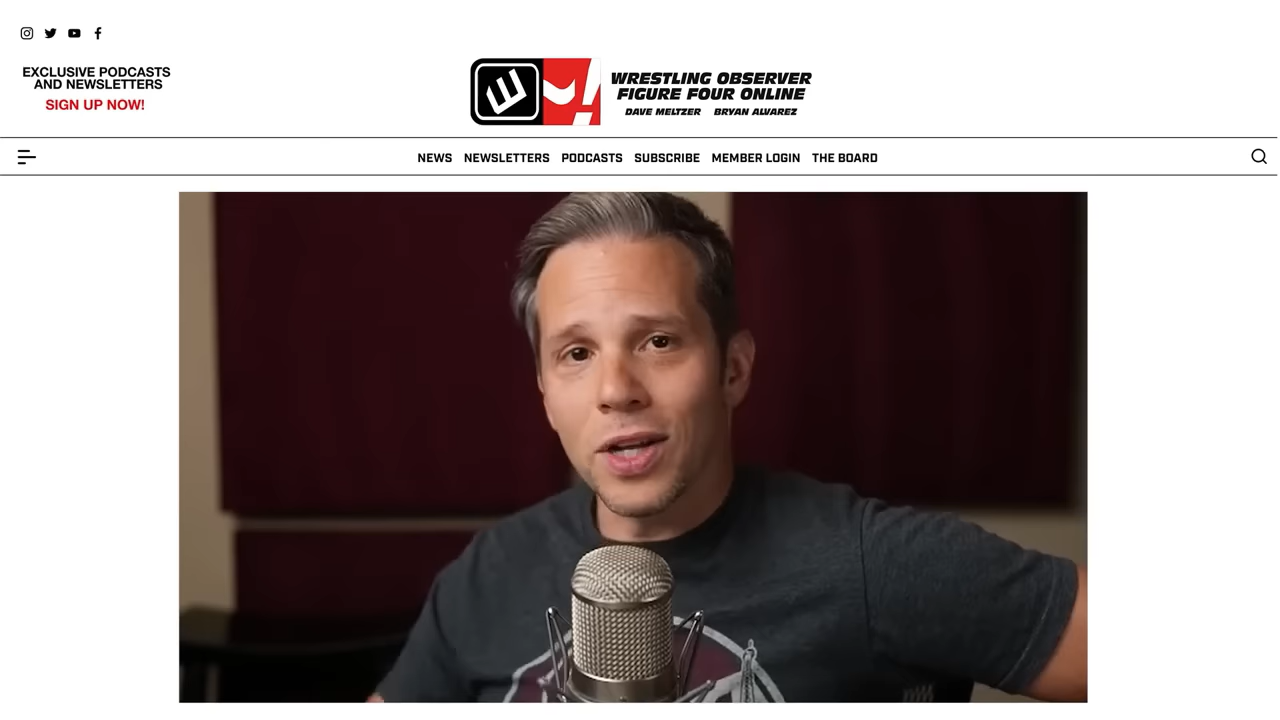 EXCLUSIVE PODCASTS
AND NEWSLETTERS
SIGN UP NOW!
WRESTLING OBSERVER
FIGURE FOUR ONLINE
DAVE MELTZER BRYAN ALVAREZ
NEWS NEWSLETTERS PODCASTS SUBSCRIBE MEMBER LOGIN THE BOARD